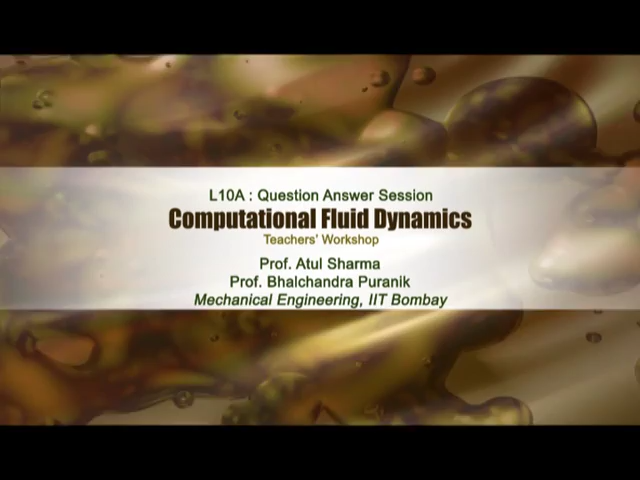 L10A : Question Answer Session
Computational Fluid Dynamics
Teachers' Workshop
Prof. Atul Sharma
Prof. Bhalchandra Puranik
Mechanical Engineering, IIT Bombay